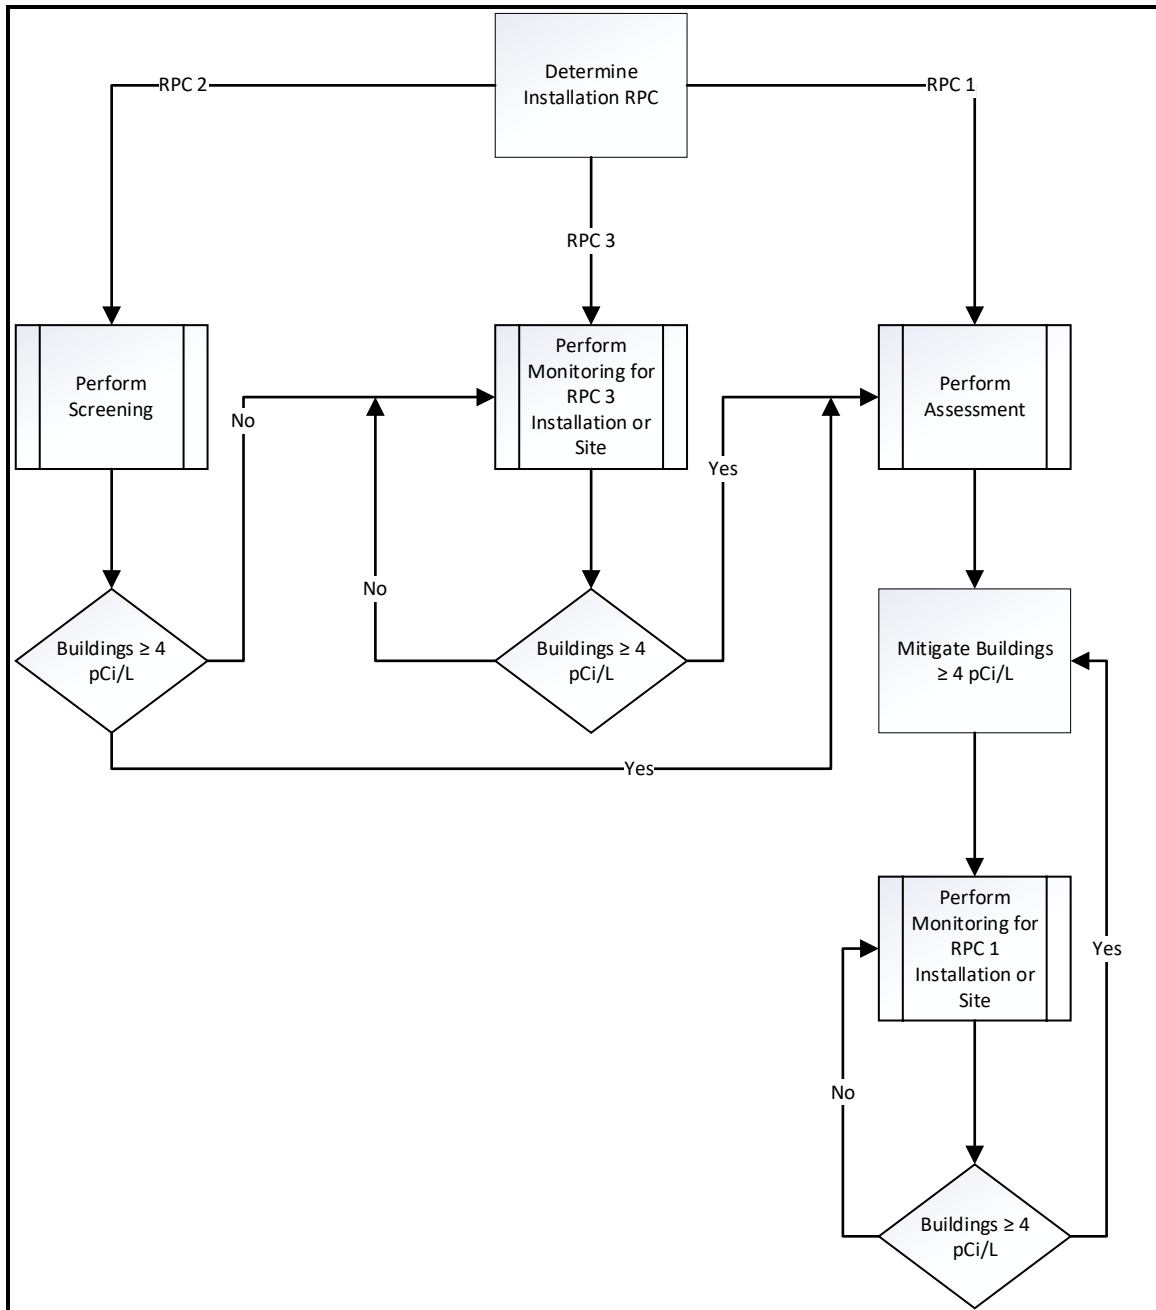 Determine
Installation RPC
RPC 2
RPC 1
RPC 3
Perform
Screening
Perform
Monitoring for
RPC 3
Installation or
Site
Perform
Assessment
No
Yes
No
Buildings ≥ 4
pCi/L
Buildings ≥ 4
pCi/L
Mitigate Buildings
≥ 4 pCi/L
Yes
Perform
Monitoring for
RPC 1
Installation or
Site
Yes
No
Buildings ≥ 4
pCi/L